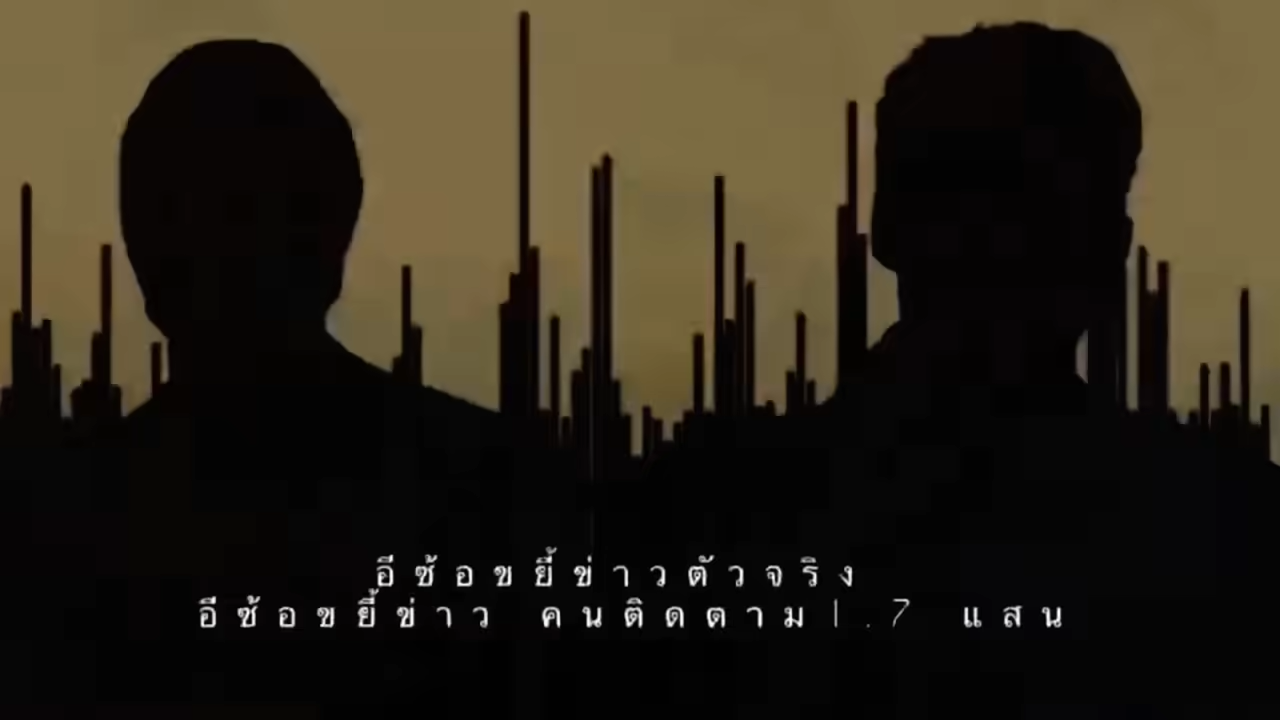 อีซ้อขยี้ข่าวตัวจริง
อีซ้อขยี้ข่าว คนติดตาม1.7 แสน